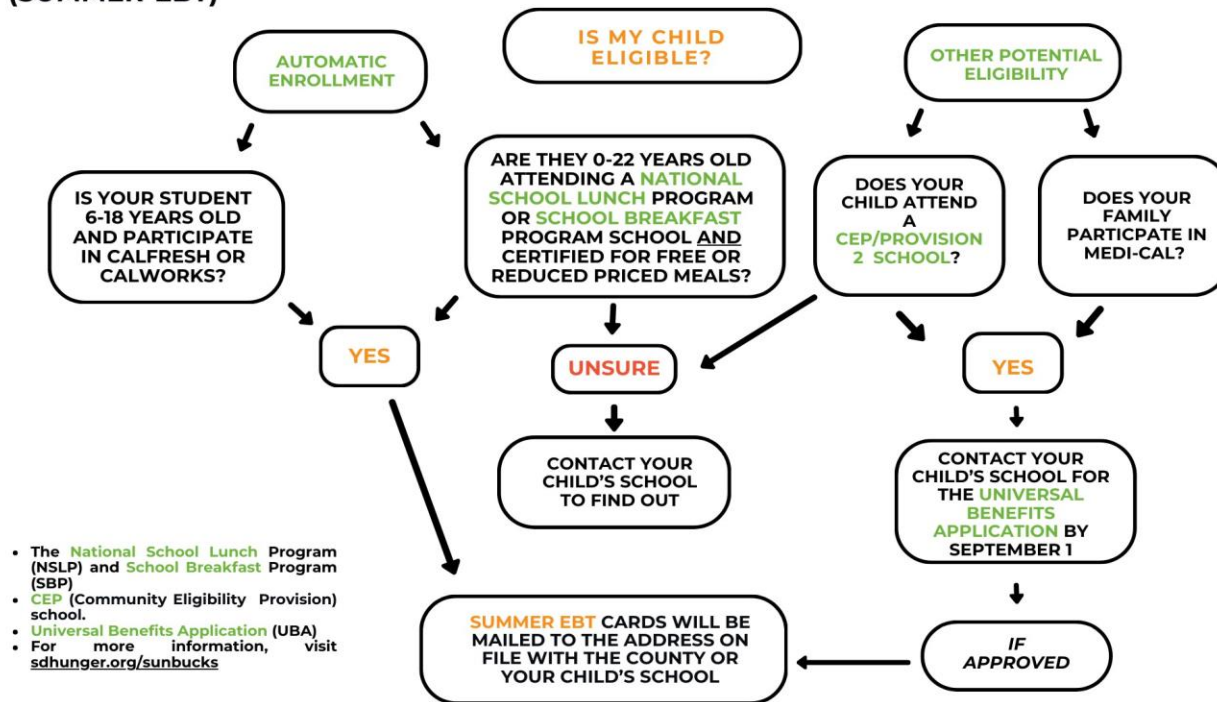 (SUMMER EBT)
IS MY CHILD
ELIGIBLE?
AUTOMATIC
ENROLLMENT
OTHER POTENTIAL
ELIGIBILITY
IS YOUR STUDENT
6-18 YEARS OLD
AND PARTICIPATE
IN CALFRESH OR
CALWORKS?
ARE THEY 0-22 YEARS OLD
ATTENDING A NATIONAL
SCHOOL LUNCH PROGRAM
OR SCHOOL BREAKFAST
PROGRAM SCHOOL AND
CERTIFIED FOR FREE OR
REDUCED PRICED MEALS?
DOES YOUR
CHILD ATTEND
A
CEP/PROVISION
2 SCHOOL?
DOES YOUR
FAMILY
PARTICPATE IN
MEDI-CAL?
YES
UNSURE
YES
CONTACT YOUR
CHILD'S SCHOOL
TO FIND OUT
CONTACT YOUR
CHILD'S SCHOOL FOR
THE UNIVERSAL
BENEFITS
APPLICATION BY
SEPTEMBER 1
• The National School Lunch Program
(NSLP) and School Breakfast Program
(SBP)
• CEP (Community Eligibility Provision)
school.
• Universal Benefits Application (UBA)
• For more information, visit
sdhunger.org/sunbucks
SUMMER EBT CARDS WILL BE
MAILED TO THE ADDRESS ON
FILE WITH THE COUNTY OR
YOUR CHILD'S SCHOOL
IF
APPROVED